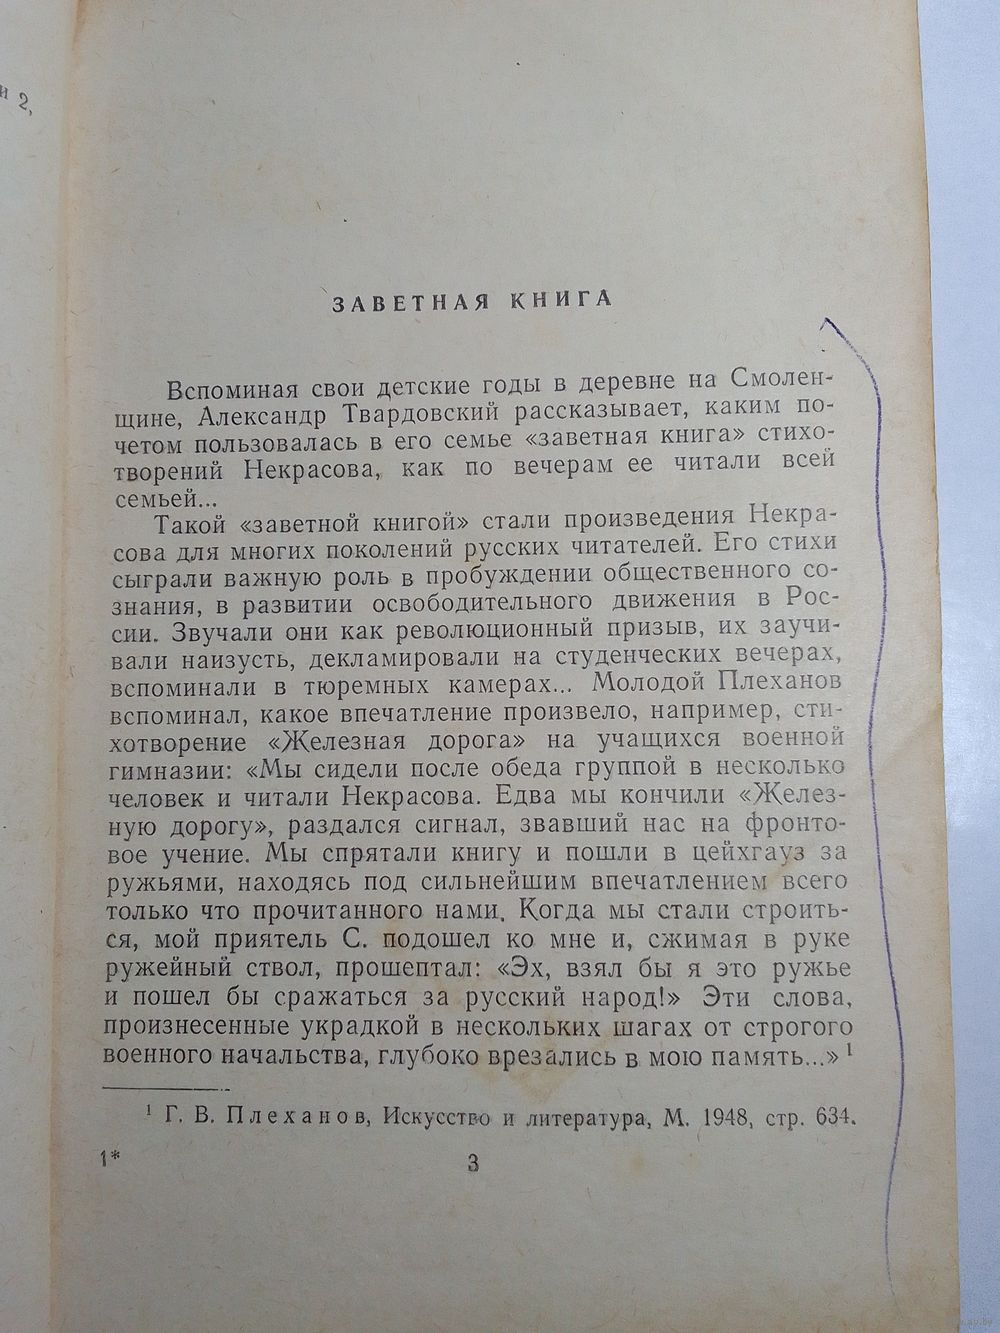 и 2,
ЗАВЕТНАЯ КНИГА
Вспоминая свои детские годы в деревне на Смолен-
щине, Александр Твардовский рассказывает, каким по-
четом пользовалась в его семье «заветная книга» стихо-
творений Некрасова, как по вечерам ее читали всей
семьей...
Такой «заветной книгой» стали произведения Некра-
сова для многих поколений русских читателей. Его стихи
сыграли важную роль в пробуждении общественного со-
знания, в развитии освободительного движения в Рос-
сии. Звучали они как революционный призыв, их заучи-
вали наизусть, декламировали на студенческих вечерах,
вспоминали в тюремных камерах... Молодой Плеханов
вспоминал, какое впечатление произвело, например, сти-
хотворение «Железная дорога» на учащихся военной
гимназии: «Мы сидели после обеда группой в несколько
человек и читали Некрасова. Едва мы кончили «Желез-
ную дорогу», раздался сигнал, звавший нас на фронто-
вое учение. Мы спрятали книгу и пошли в цейхгауз за
ружьями, находясь под сильнейшим впечатлением всего
только что прочитанного нами. Когда мы стали строить-
ся, мой приятель С. подошел ко мне и, сжимая в руке
ружейный ствол, прошептал: «Эх, взял бы я это ружье
и пошел бы сражаться за русский народ!» Эти слова,
произнесенные украдкой в нескольких шагах от строгого
военного начальства, глубоко врезались в мою память...» ¹
¹ Г. В. Плеханов, Искусство и литература, М. 1948, стр. 634.
1*
3